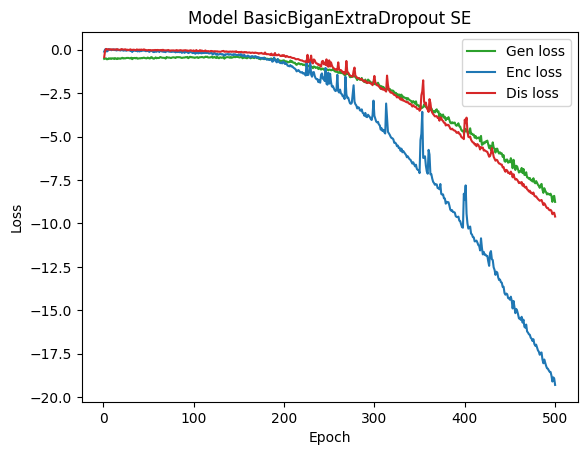 Model BasicBiganExtraDropout SE
Gen loss
Enc loss
Dis loss
0.0
−2.5
−5.0
−7.5
−10.0
−12.5
−15.0
−17.5
−20.0
Loss
0
100
200
300
400
500
Epoch